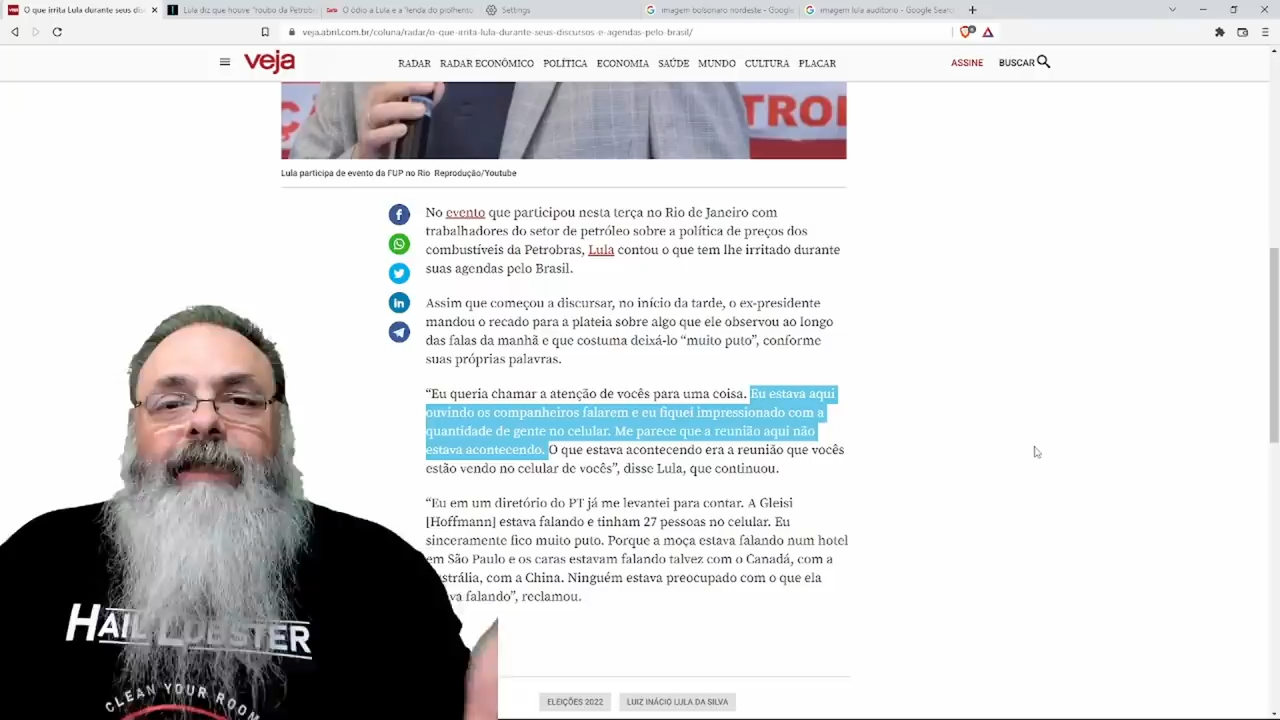 O que irrita Lula durante seus dis
Lula diz que houve "roubo da Petrob
O ódio a Lula e a 'lenda do prolhento
Settings
imagem bolsonaro nordeste - Google
imagem lula auditorio - Google Sear
veja.abril.com.br/coluna/radar/o-que-irrita-lula-durante-seus-discursos-e-agendas-pelo-brasil/
veja
RADAR
RADAR ECONÔMICO
POLÍTICA
ECONOMIA
SAÚDE
MUNDO
CULTURA
PLACAR
ASSINE
BUSCAR
TROI
Lula participa de evento da FUP no Rio Reprodução/Youtube
No evento que participou nesta terça no Rio de Janeiro com
trabalhadores do setor de petróleo sobre a política de preços dos
combustíveis da Petrobras, Lula contou o que tem lhe irritado durante
suas agendas pelo Brasil.
Assim que começou a discursar, no início da tarde, o ex-presidente
mandou o recado para a plateia sobre algo que ele observou ao longo
das falas da manhã e que costuma deixá-lo “muito puto”, conforme
suas próprias palavras.
“Eu queria chamar a atenção de vocês para uma coisa. Eu estava aqui
ouvindo os companheiros falarem e eu fiquei impressionado com a
quantidade de gente no celular. Me parece que a reunião aqui não
estava acontecendo. O que estava acontecendo era a reunião que vocês
estão vendo no celular de vocês”, disse Lula, que continuou.
“Eu em um diretório do PT já me levantei para contar. A Gleisi
[Hoffmann] estava falando e tinham 27 pessoas no celular. Eu
sinceramente fico muito puto. Porque a moça estava falando num hotel
em São Paulo e os caras estavam falando talvez com o Canadá, com a
strália, com a China. Ninguém estava preocupado com o que ela
va falando”, reclamou.
HAIL LOBSTER
CLEAN YOUR ROOM
ELEIÇÕES 2022
LUIZ INÁCIO LULA DA SILVA